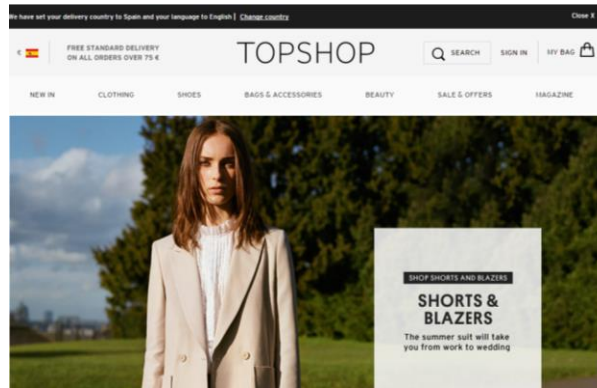 We have set your delivery country to Spain and your language to English | Change country
Close X
€
FREE STANDARD DELIVERY
ON ALL ORDERS OVER 75 €
TOPSHOP
SEARCH
SIGN IN
MY BAG
NEW IN
CLOTHING
SHOES
BAGS & ACCESSORIES
BEAUTY
SALE & OFFERS
MAGAZINE
SHOP SHORTS AND BLAZERS
SHORTS &
BLAZERS
The summer suit will take
you from work to wedding